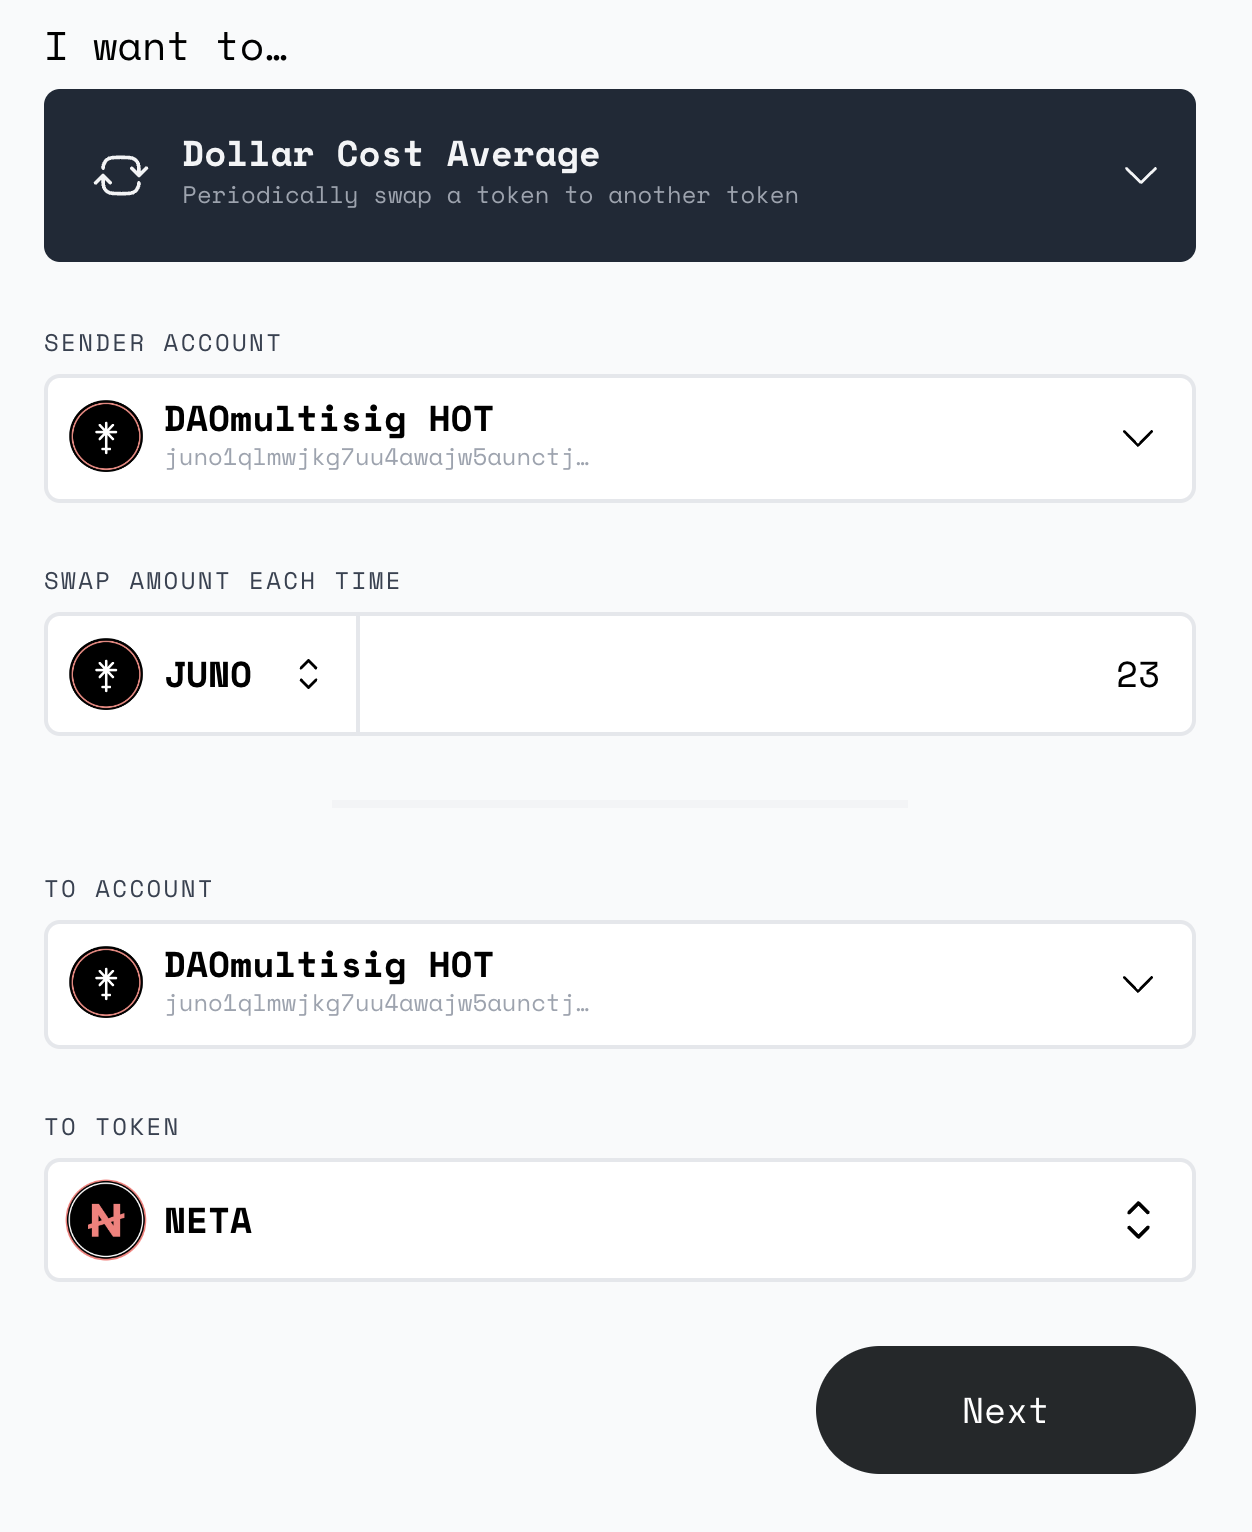 I want to…
Dollar Cost Average
Periodically swap a token to another token
SENDER ACCOUNT
DAOmultisig HOT
juno1qlmwjkg7uu4awajw5aunctj…
SWAP AMOUNT EACH TIME
JUNO
23
TO ACCOUNT
DAOmultisig HOT
juno1qlmwjkg7uu4awajw5aunctj…
TO TOKEN
NETA
Next